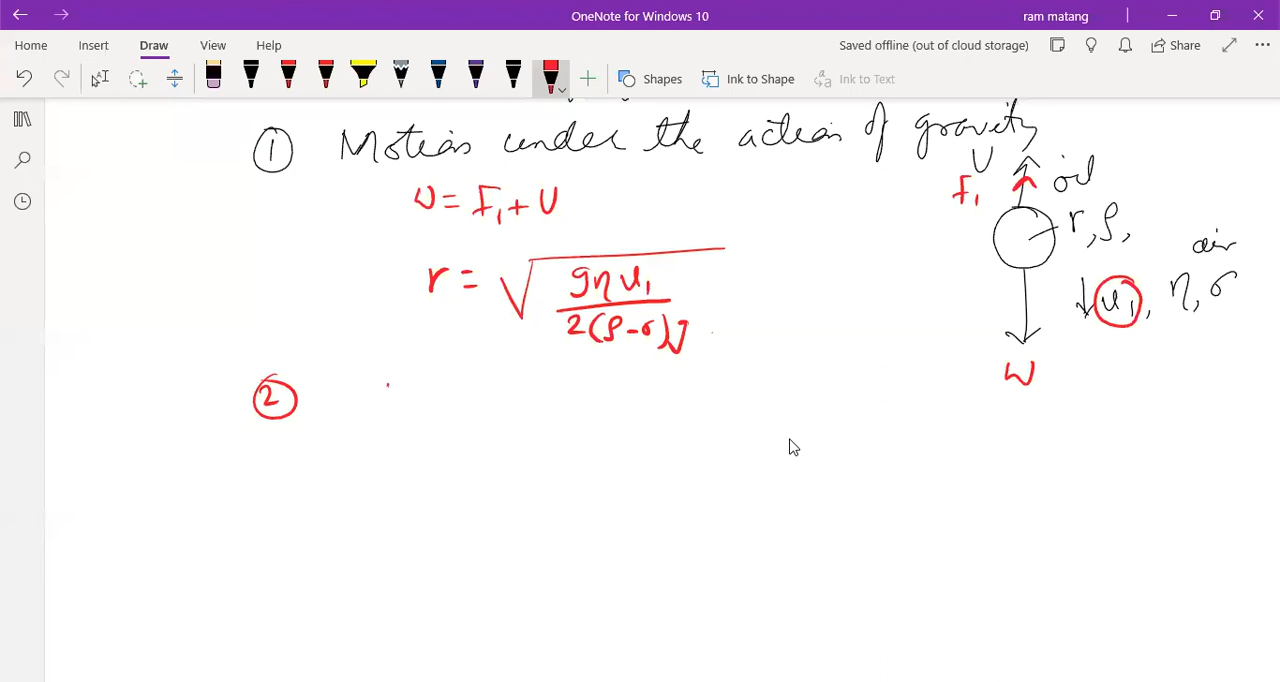 OneNote for Windows 10
ram matang
Home Insert Draw View Help
Saved offline (out of cloud storage)
Share
Shapes
Ink to Shape
Ink to Text
① Motion under the action of gravity
W = F₁ + U
r = √(9ηv₁ / 2(ρ-σ)g)
②
U
F₁
oil
r, ρ,
air
v₁, η, σ
W